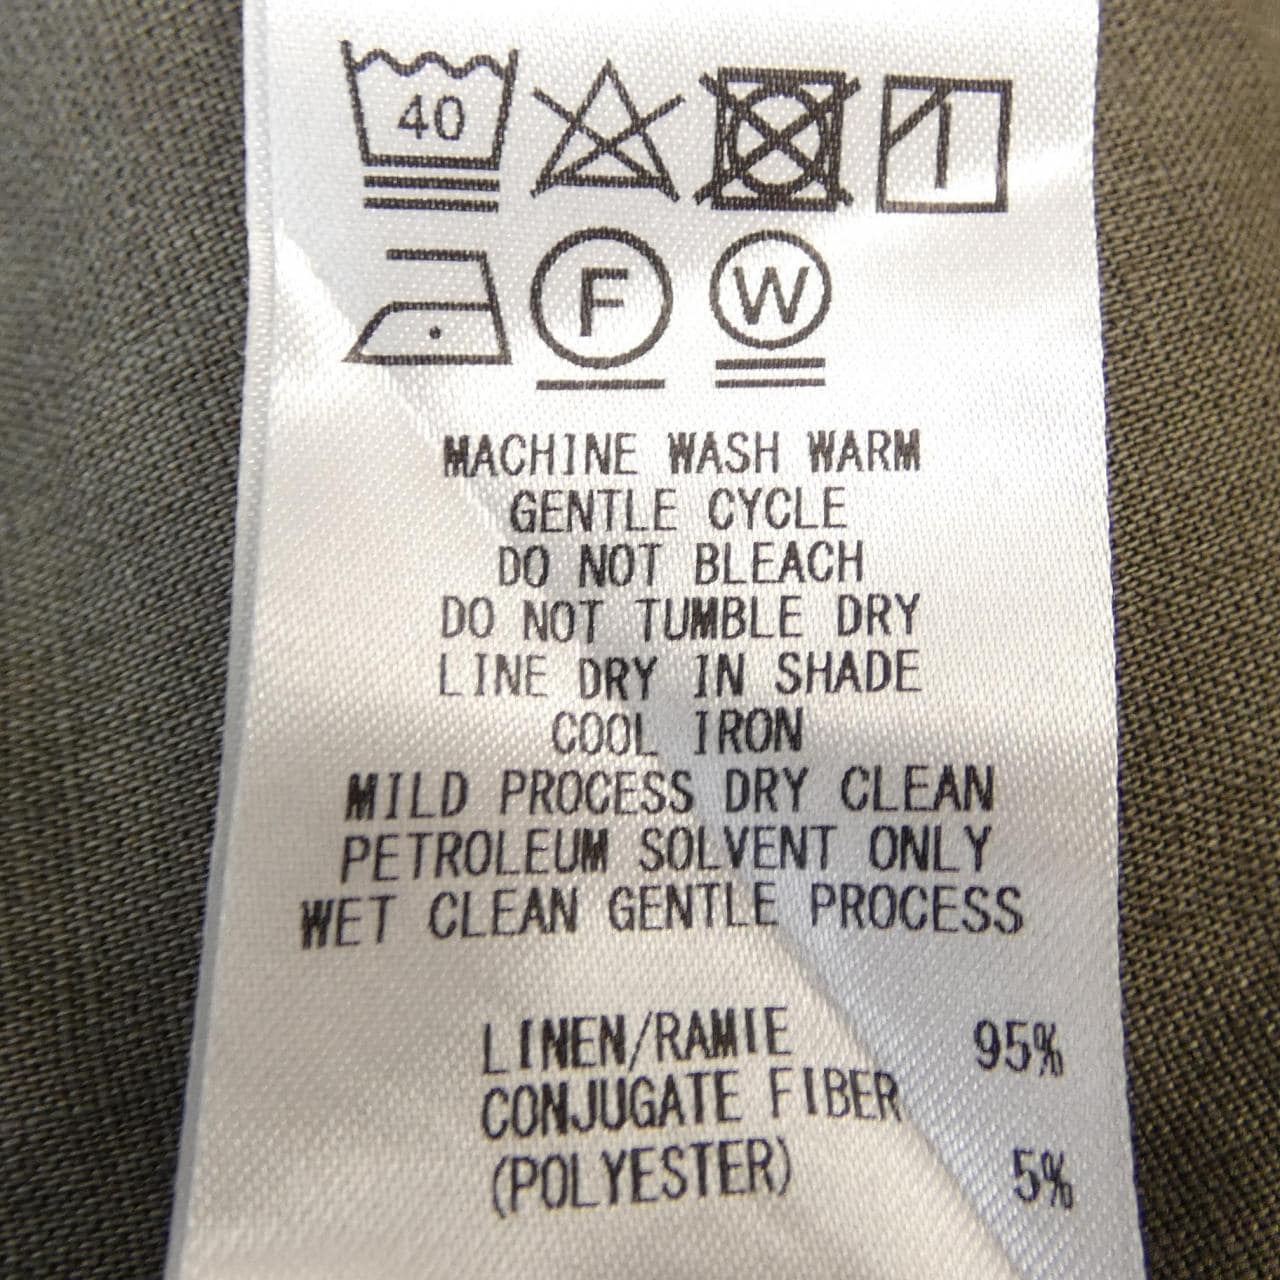 40
F W
MACHINE WASH WARM
GENTLE CYCLE
DO NOT BLEACH
DO NOT TUMBLE DRY
LINE DRY IN SHADE
COOL IRON
MILD PROCESS DRY CLEAN
PETROLEUM SOLVENT ONLY
WET CLEAN GENTLE PROCESS
LINEN/RAMIE 95%
CONJUGATE FIBER
(POLYESTER) 5%